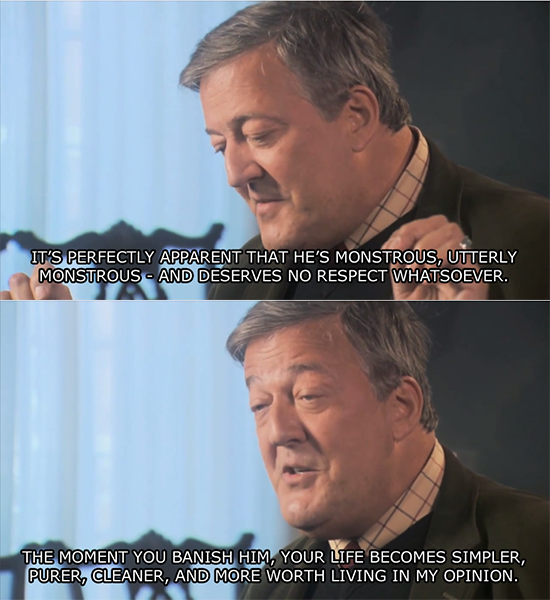 IT'S PERFECTLY APPARENT THAT HE'S MONSTROUS, UTTERLY
MONSTROUS - AND DESERVES NO RESPECT WHATSOEVER.
THE MOMENT YOU BANISH HIM, YOUR LIFE BECOMES SIMPLER,
PURER, CLEANER, AND MORE WORTH LIVING IN MY OPINION.